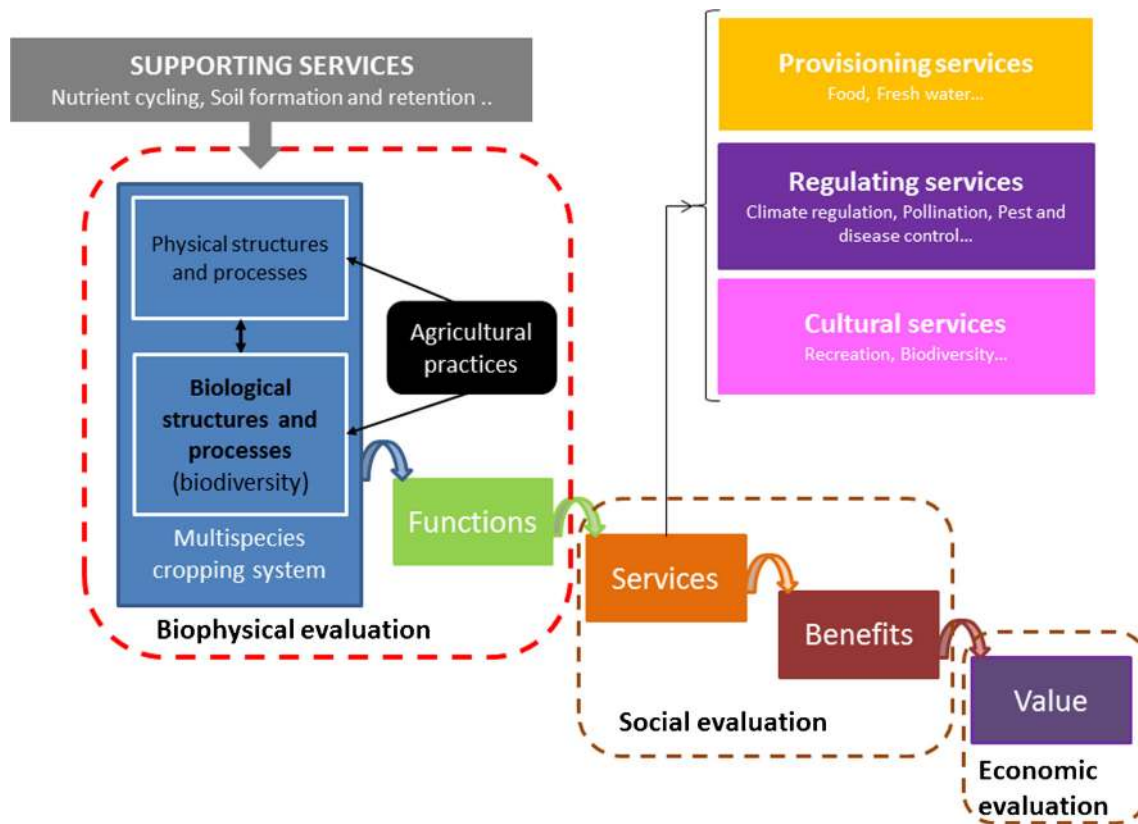 SUPPORTING SERVICES
Nutrient cycling, Soil formation and retention ..
Provisioning services
Food, Fresh water...
Regulating services
Climate regulation, Pollination, Pest and
disease control...
Cultural services
Recreation, Biodiversity...
Physical structures
and processes
Agricultural
practices
Biological
structures and
processes
(biodiversity)
Multispecies
cropping system
Functions
Biophysical evaluation
Services
Benefits
Social evaluation
Value
Economic
evaluation